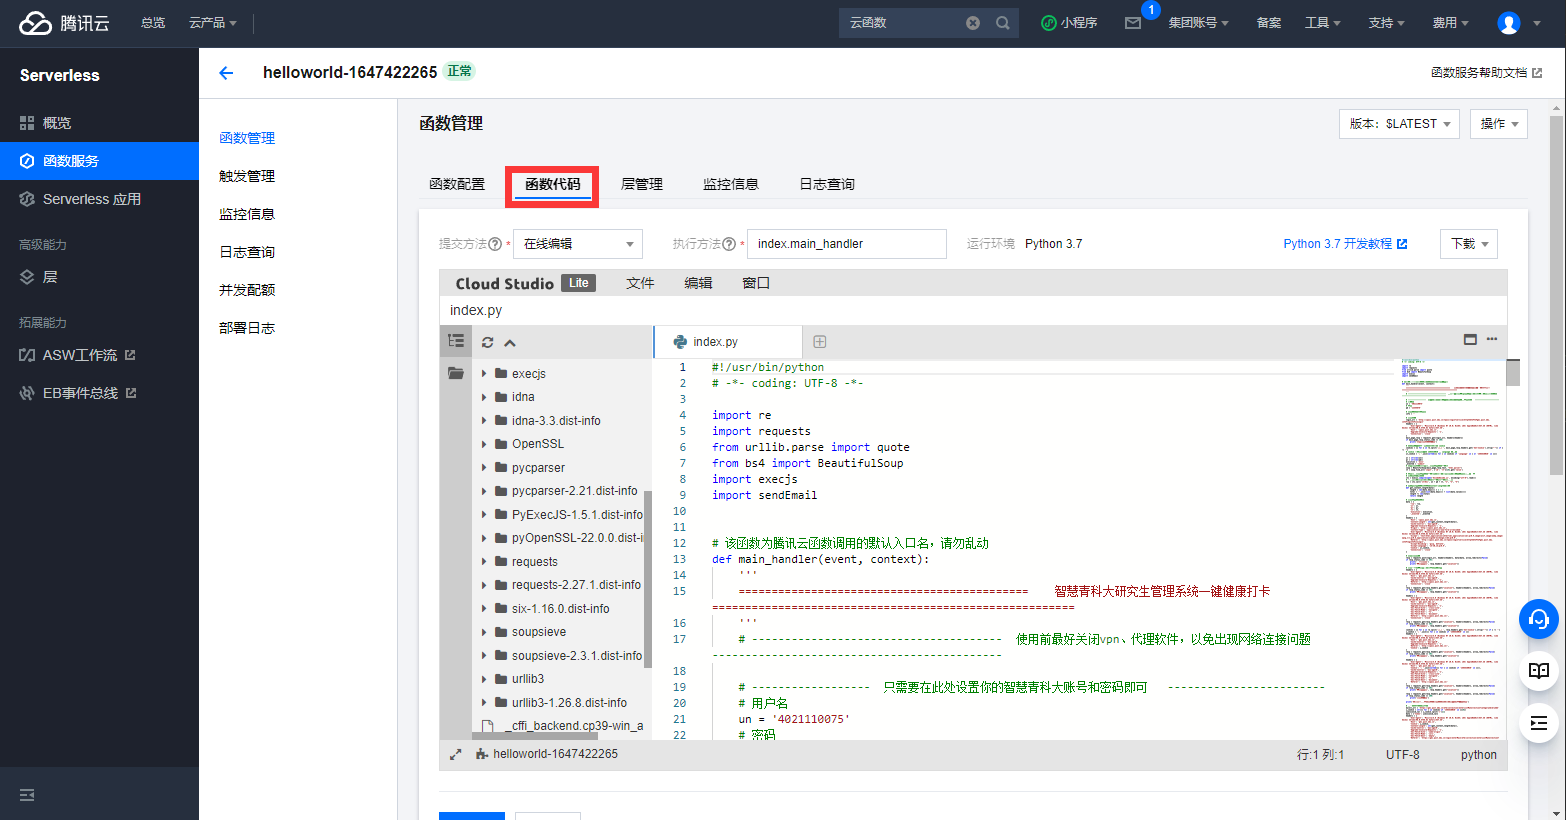 腾讯云
总览
云产品
云函数
小程序
1
集团账号
备案
工具
支持
费用
Serverless
概览
函数服务
Serverless 应用
高级能力
层
拓展能力
ASW工作流
EB事件总线
helloworld-1647422265 正常
函数服务帮助文档
函数管理
触发管理
监控信息
日志查询
并发配额
部署日志
函数管理
版本：$LATEST
操作
函数配置
函数代码
层管理
监控信息
日志查询
提交方法 * 在线编辑
执行方法 * index.main_handler
运行环境 Python 3.7
Python 3.7 开发教程
下载
Cloud Studio Lite 文件 编辑 窗口
index.py
execjs
idna
idna-3.3.dist-info
OpenSSL
pycparser
pycparser-2.21.dist-info
PyExecJS-1.5.1.dist-info
pyOpenSSL-22.0.0.dist-i
requests
requests-2.27.1.dist-info
six-1.16.0.dist-info
soupsieve
soupsieve-2.3.1.dist-info
urllib3
urllib3-1.26.8.dist-info
_cffi_backend.cp39-win_a
index.py
1 #!/usr/bin/python
2 # -*- coding: UTF-8 -*-
3
4 import re
5 import requests
6 from urllib.parse import quote
7 from bs4 import BeautifulSoup
8 import execjs
9 import sendEmail
10
11
12 # 该函数为腾讯云函数调用的默认入口名，请勿乱动
13 def main_handler(event, context):
14 '''
15 ============================================ 智慧青科大研究生管理系统一键健康打卡
===================================================
16 '''
17 # -------------------------------------- 使用前最好关闭vpn、代理软件，以免出现网络连接问题
---------------------------------------
18
19 # ------------------ 只需要在此处设置你的智慧青科大账号和密码即可 ------------------------
20 # 用户名
21 un = '4021110075'
22 # 密码
helloworld-1647422265
行:1 列:1
UTF-8
python